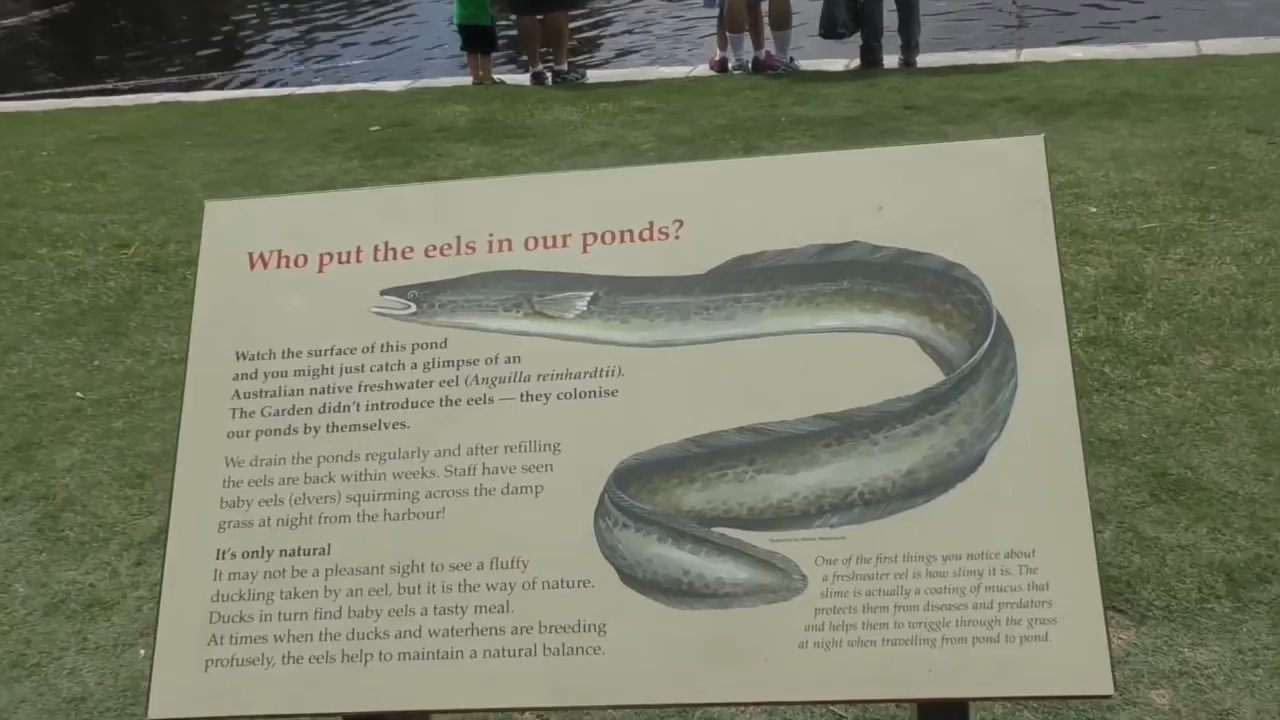 Who put the eels in our ponds?
Watch the surface of this pond
and you might just catch a glimpse of an
Australian native freshwater eel (Anguilla reinhardtii).
The Garden didn't introduce the eels — they colonise
our ponds by themselves.
We drain the ponds regularly and after refilling
the eels are back within weeks. Staff have seen
baby eels (elvers) squirming across the damp
grass at night from the harbour!
It's only natural
It may not be a pleasant sight to see a fluffy
duckling taken by an eel, but it is the way of nature.
Ducks in turn find baby eels a tasty meal.
At times when the ducks and waterhens are breeding
profusely, the eels help to maintain a natural balance.
One of the first things you notice about
a freshwater eel is how slimy it is. The
slime is actually a coating of mucus that
protects them from diseases and predators
and helps them to wriggle through the grass
at night when travelling from pond to pond.